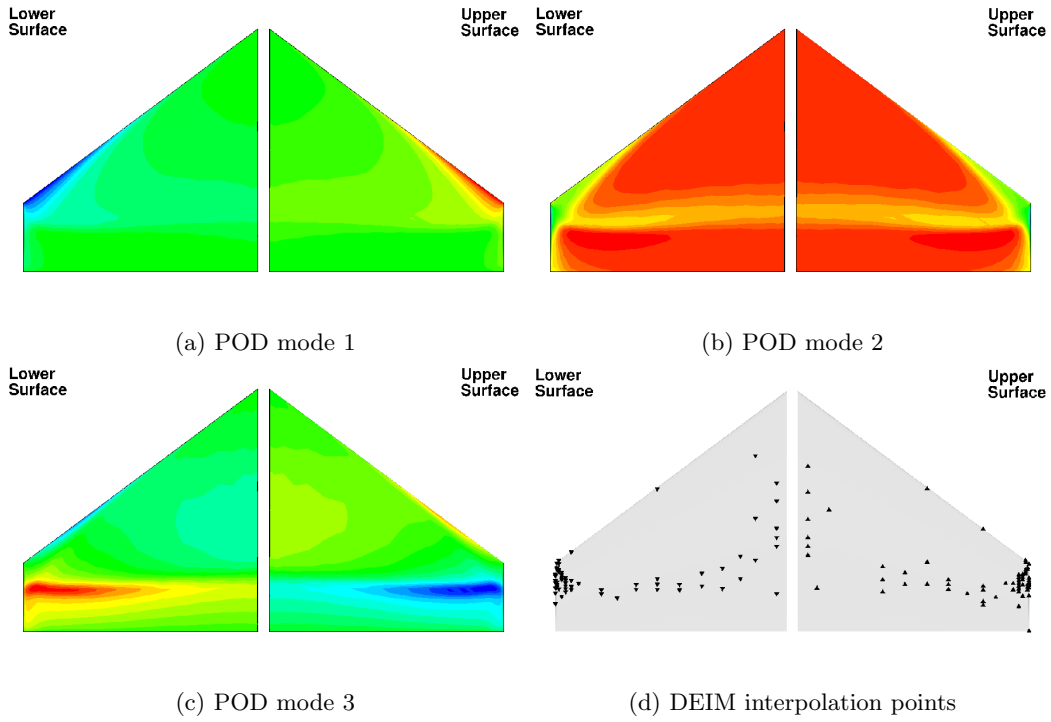 Lower
Surface
Upper
Surface
Lower
Surface
Upper
Surface
(a) POD mode 1
(b) POD mode 2
Lower
Surface
Upper
Surface
Lower
Surface
Upper
Surface
(c) POD mode 3
(d) DEIM interpolation points